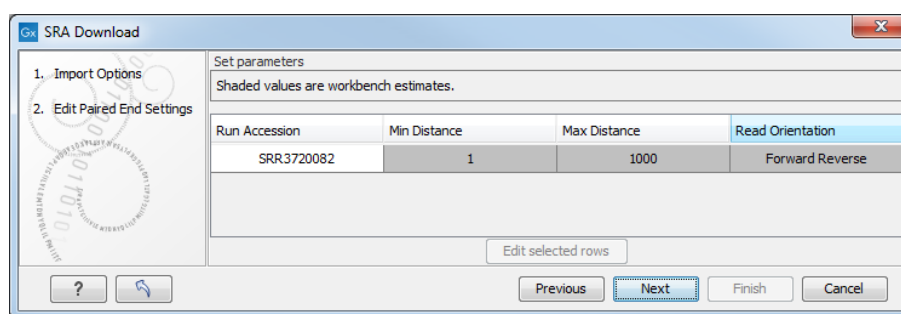 Gx SRA Download
X
1. Import Options
2. Edit Paired End Settings
Set parameters
Shaded values are workbench estimates.
Run Accession Min Distance Max Distance Read Orientation
SRR3720082 1 1000 Forward Reverse
Edit selected rows
? Previous Next Finish Cancel